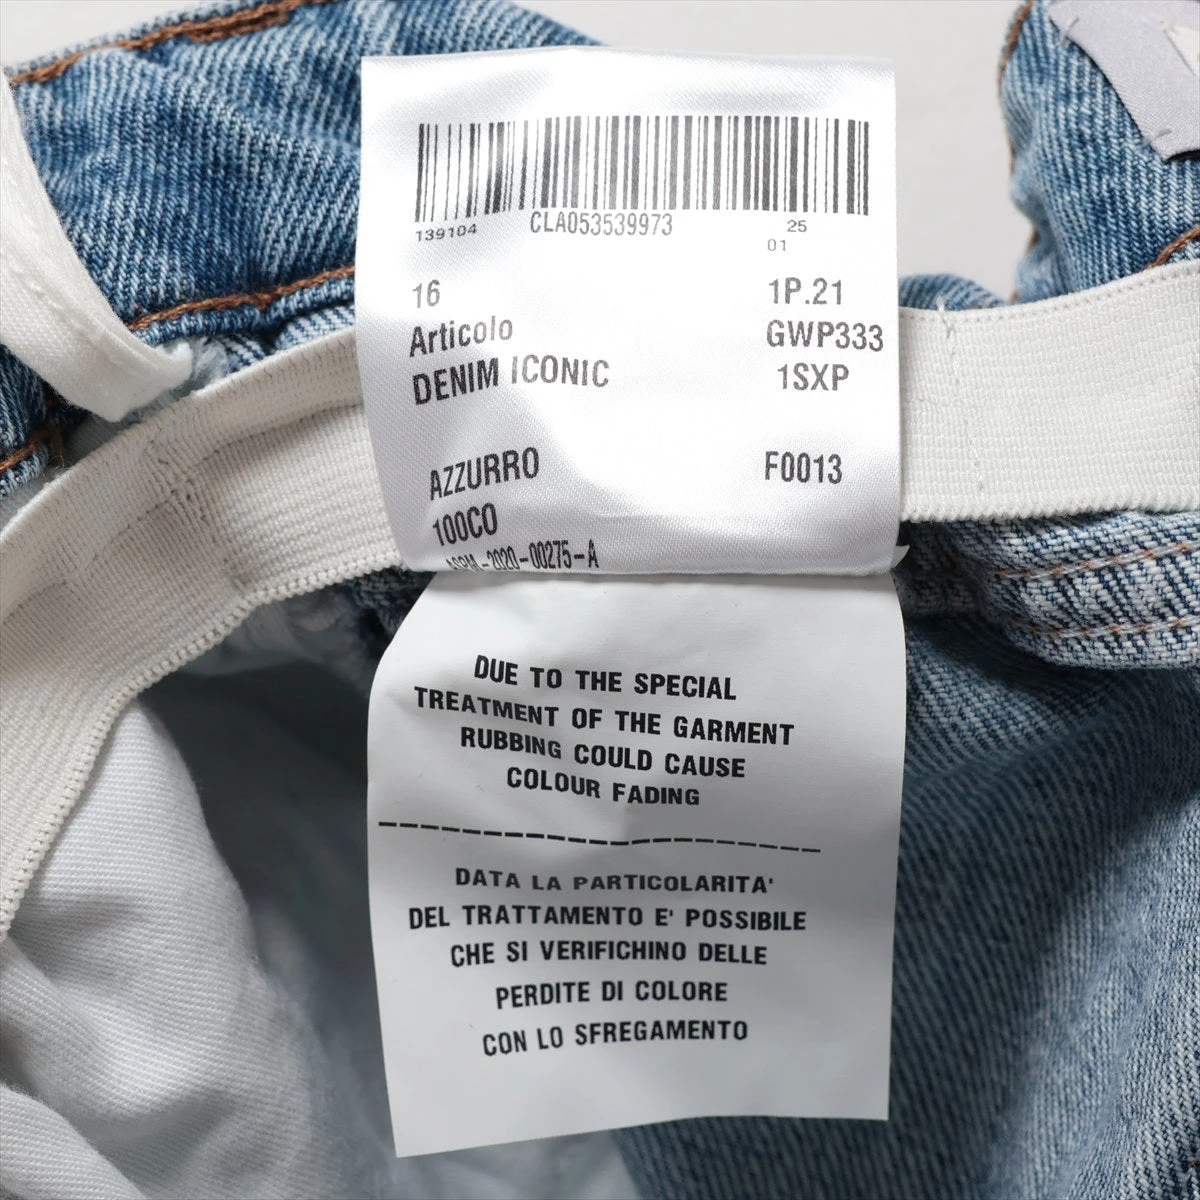 139104 CLA053539973 25
01
16 1P.21
Articolo GWP333
DENIM ICONIC 1SXP
AZZURRO F0013
100CO
-2020-00275-A
DUE TO THE SPECIAL
TREATMENT OF THE GARMENT
RUBBING COULD CAUSE
COLOUR FADING
DATA LA PARTICOLARITA'
DEL TRATTAMENTO E' POSSIBILE
CHE SI VERIFICHINO DELLE
PERDITE DI COLORE
CON LO SFREGAMENTO